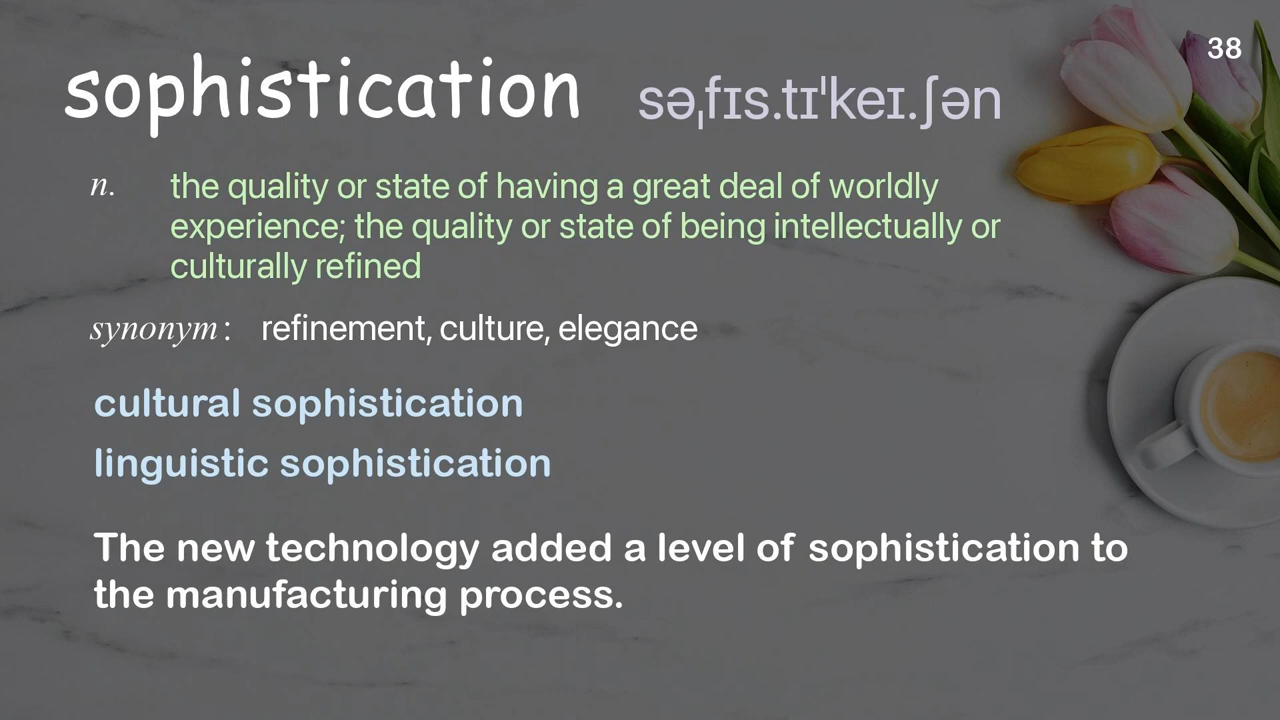 38
sophistication səˌfɪs.tɪˈkeɪ.ʃən
n. the quality or state of having a great deal of worldly
experience; the quality or state of being intellectually or
culturally refined
synonym: refinement, culture, elegance
cultural sophistication
linguistic sophistication
The new technology added a level of sophistication to
the manufacturing process.